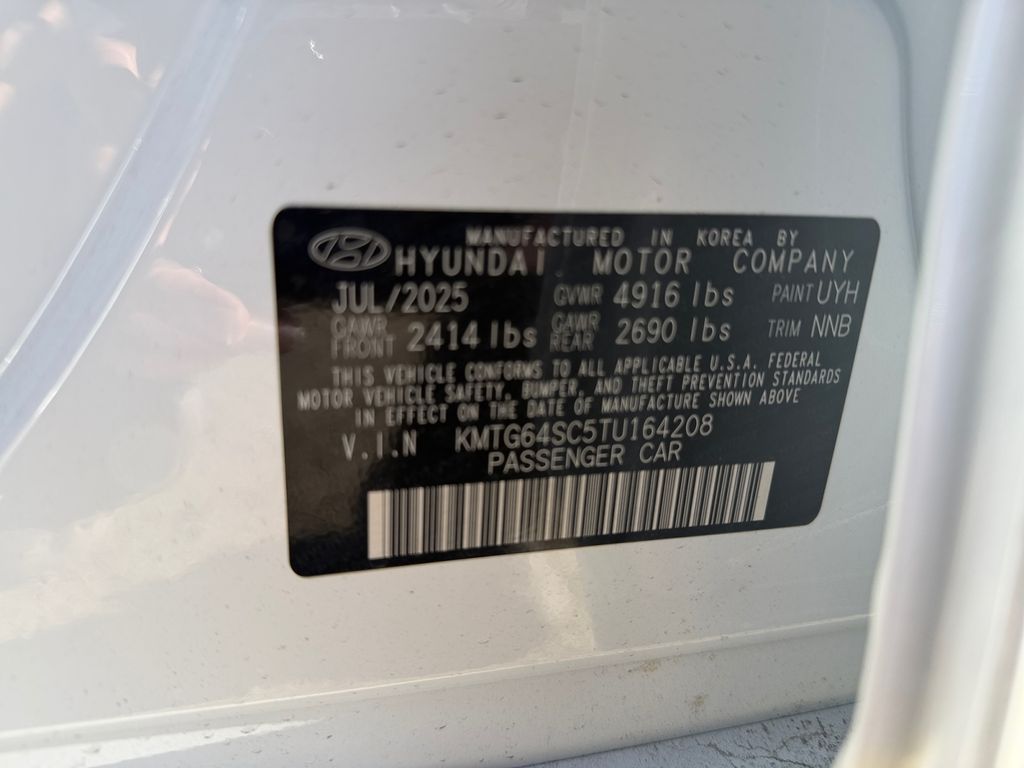 MANUFACTURED IN KOREA BY
HYUNDAI MOTOR COMPANY
JUL/2025 GVWR 4916 lbs PAINT UYH
GAWR FRONT 2414 lbs GAWR REAR 2690 lbs TRIM NNB
THIS VEHICLE CONFORMS TO ALL APPLICABLE U.S.A. FEDERAL
MOTOR VEHICLE SAFETY, BUMPER, AND THEFT PREVENTION STANDARDS
IN EFFECT ON THE DATE OF MANUFACTURE SHOWN ABOVE
V.I.N KMTG64SC5TU164208
PASSENGER CAR